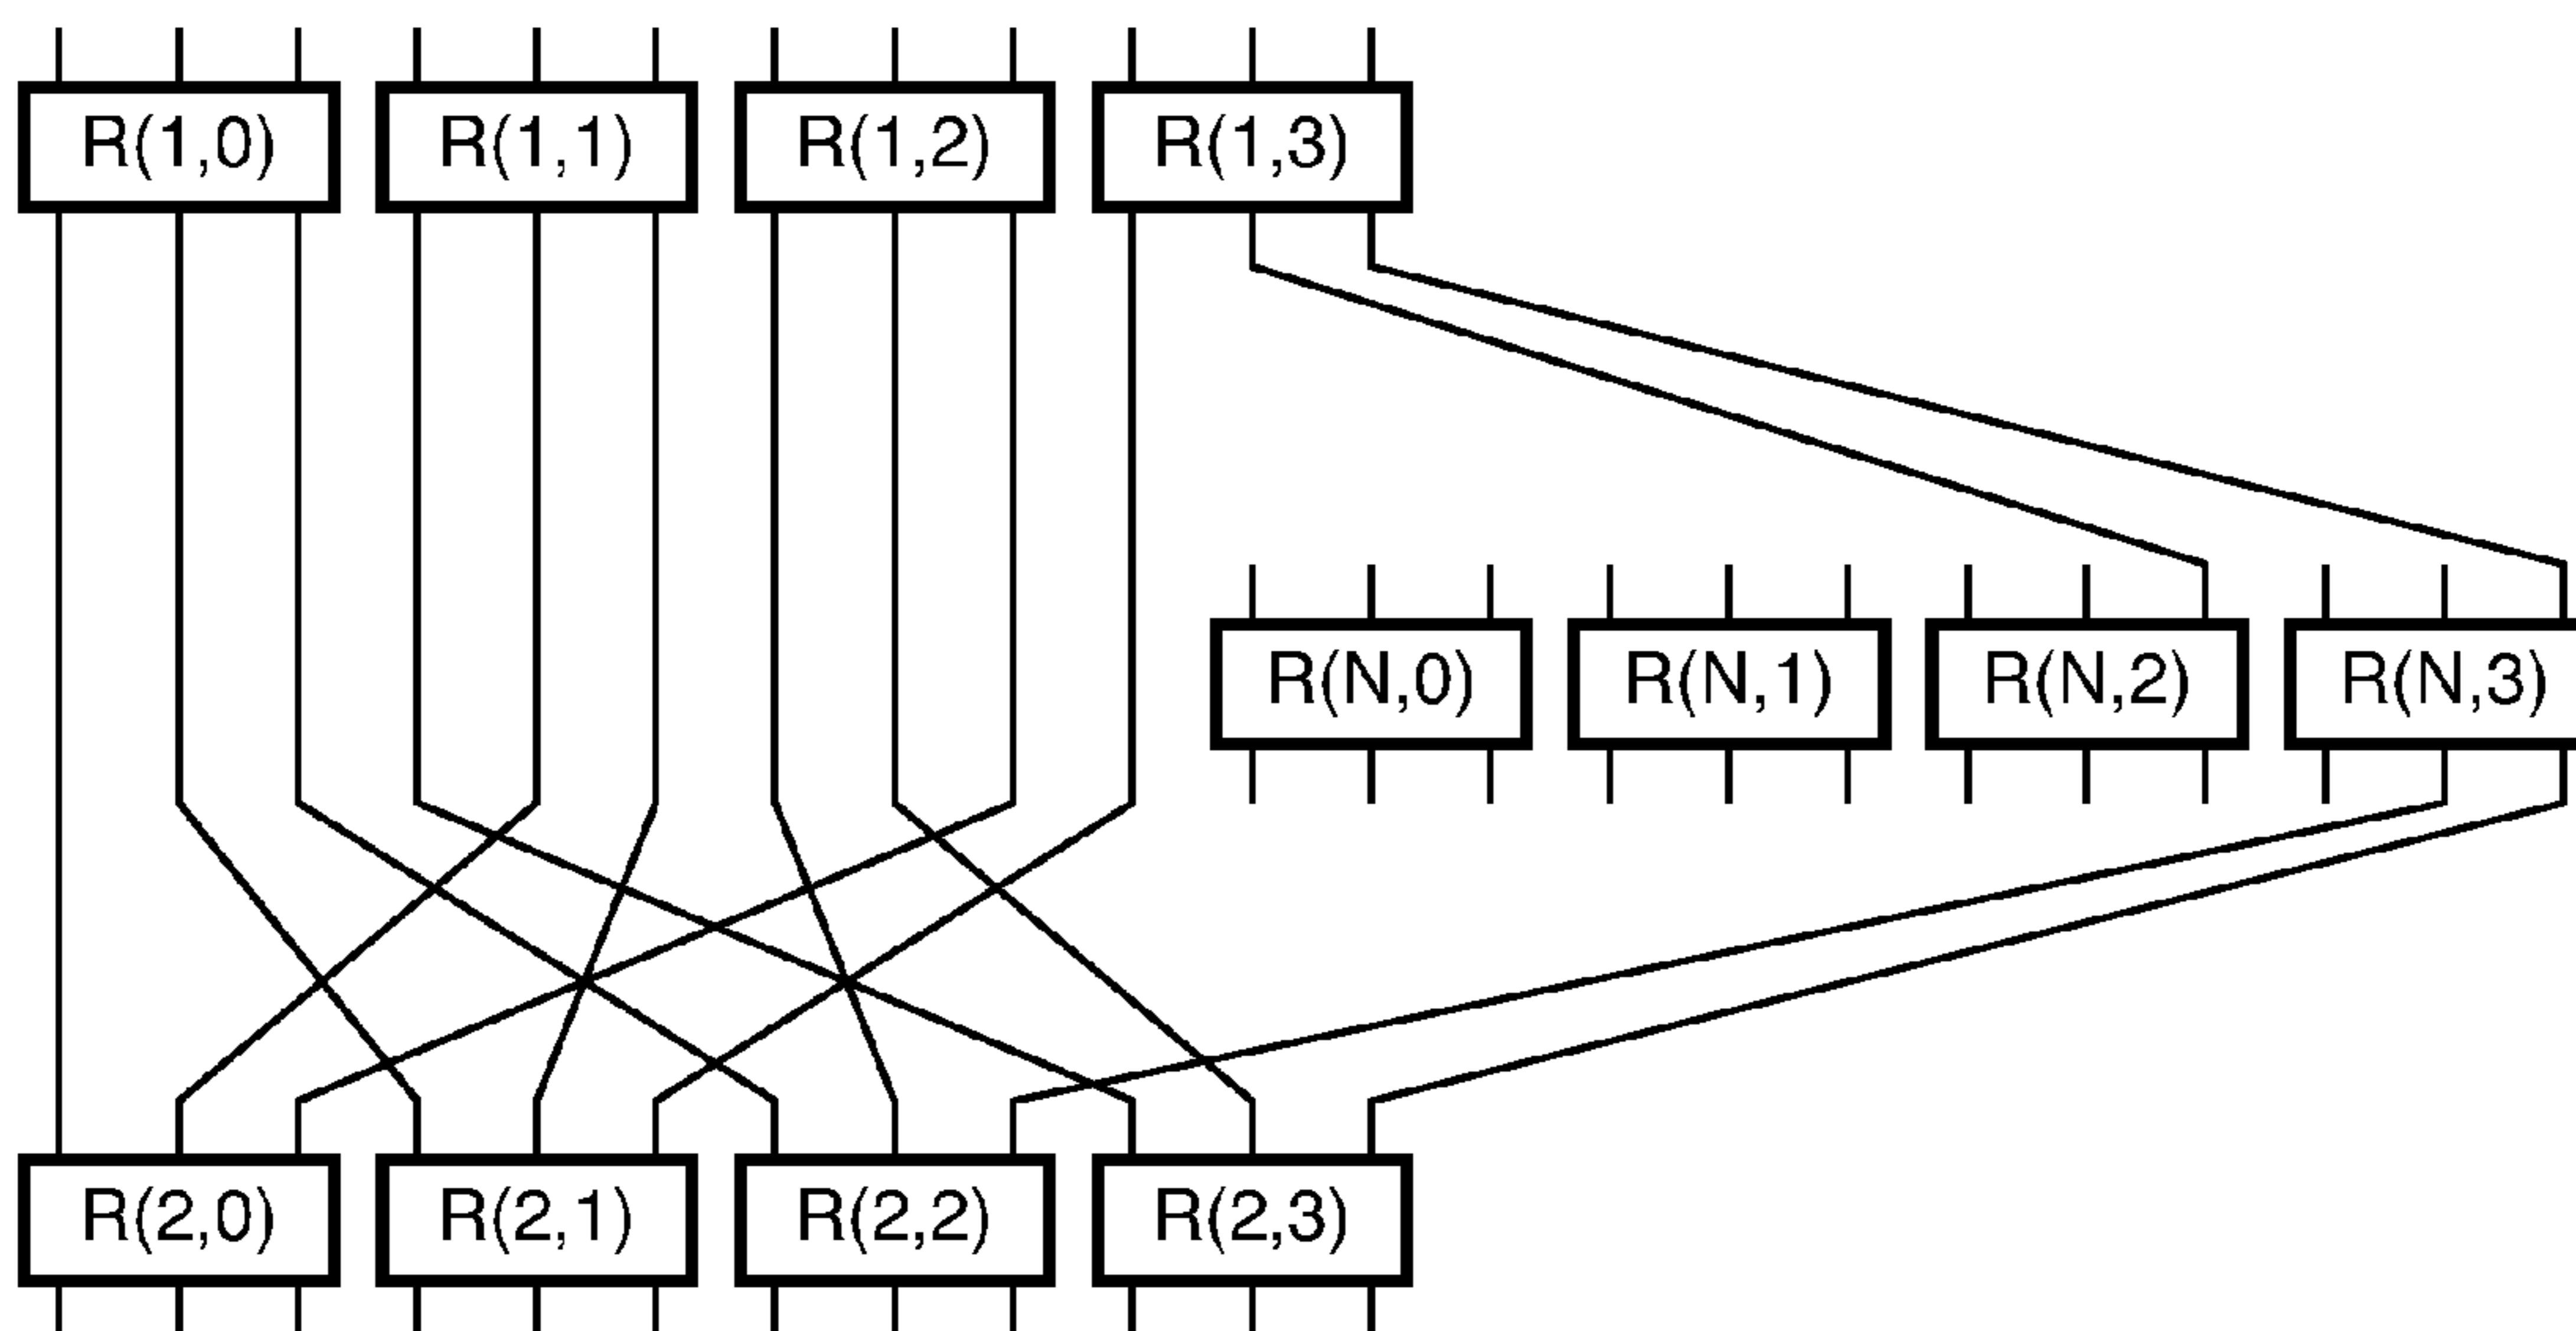 R(1,0) R(1,1) R(1,2) R(1,3)
R(N,0) R(N,1) R(N,2) R(N,3)
R(2,0) R(2,1) R(2,2) R(2,3)